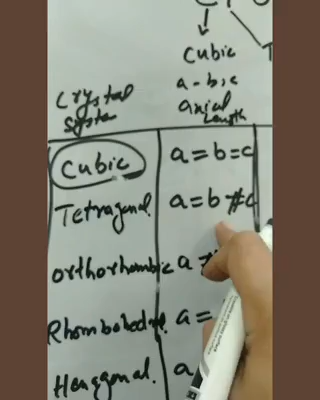 Cubic
a - b; c
axial
Length
Crystal
System
Cubic a = b = c
Tetragonal a = b ≠ c
Orthorhombic a ≠
Rhombohedral a =
Hexagonal a